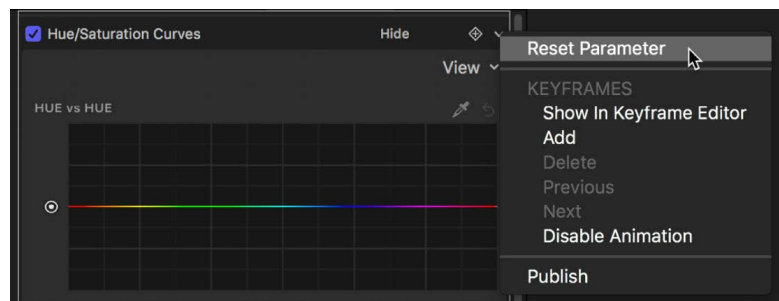 Hue/Saturation Curves Hide
View
HUE vs HUE
Reset Parameter
KEYFRAMES
Show In Keyframe Editor
Add
Delete
Previous
Next
Disable Animation
Publish